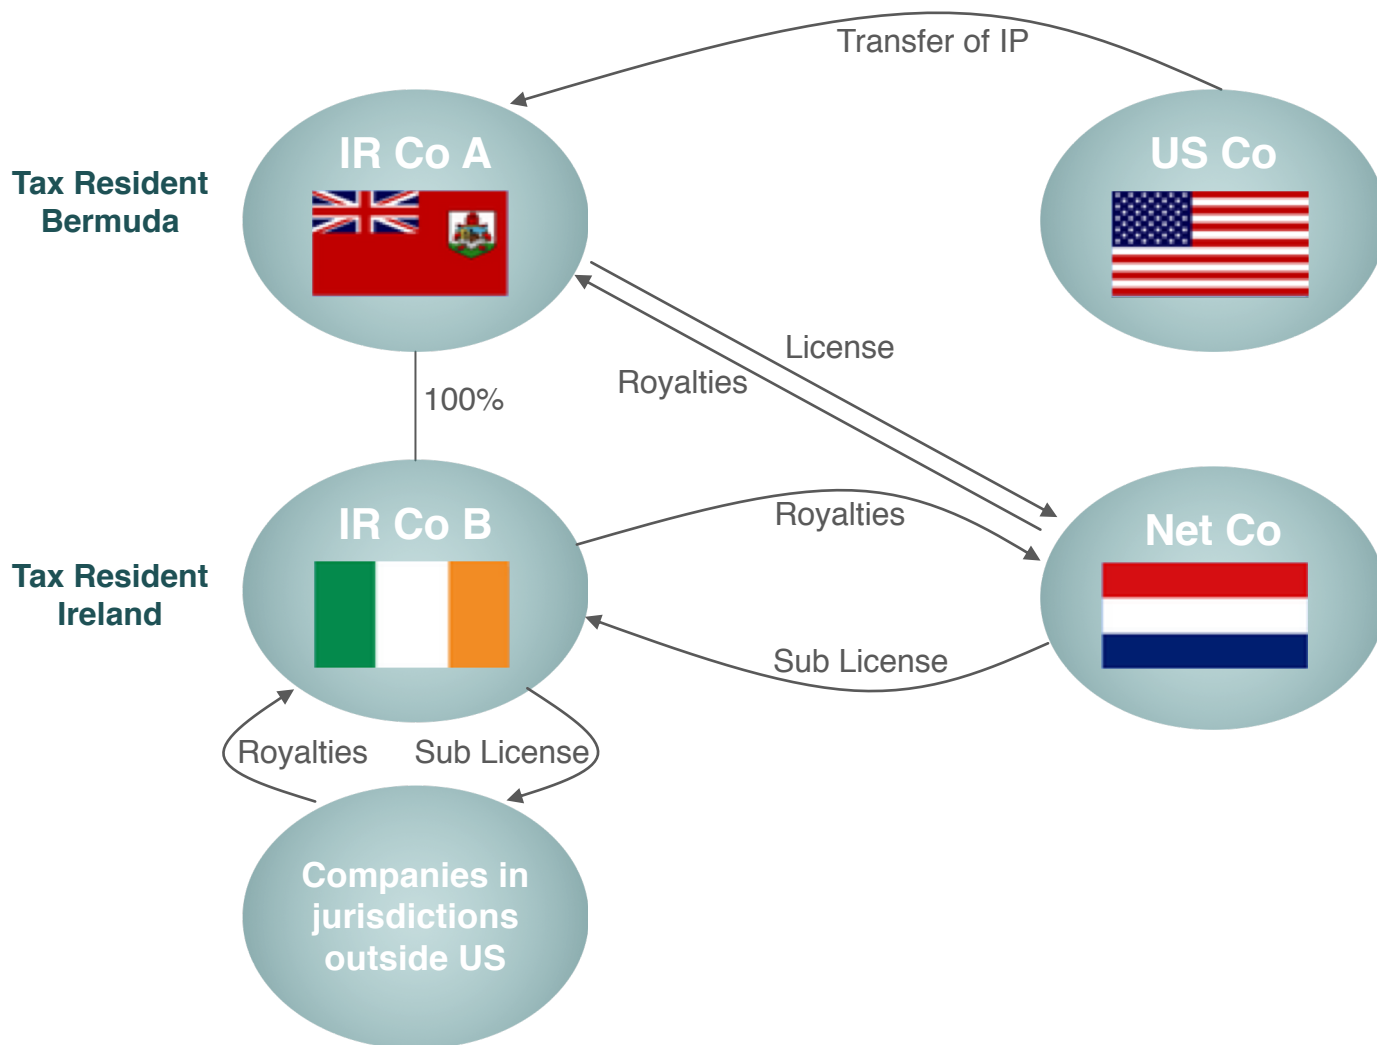 Transfer of IP
IR Co A
US Co
Tax Resident
Bermuda
License
Royalties
100%
IR Co B
Royalties
Net Co
Tax Resident
Ireland
Sub License
Royalties
Sub License
Companies in
jurisdictions
outside US